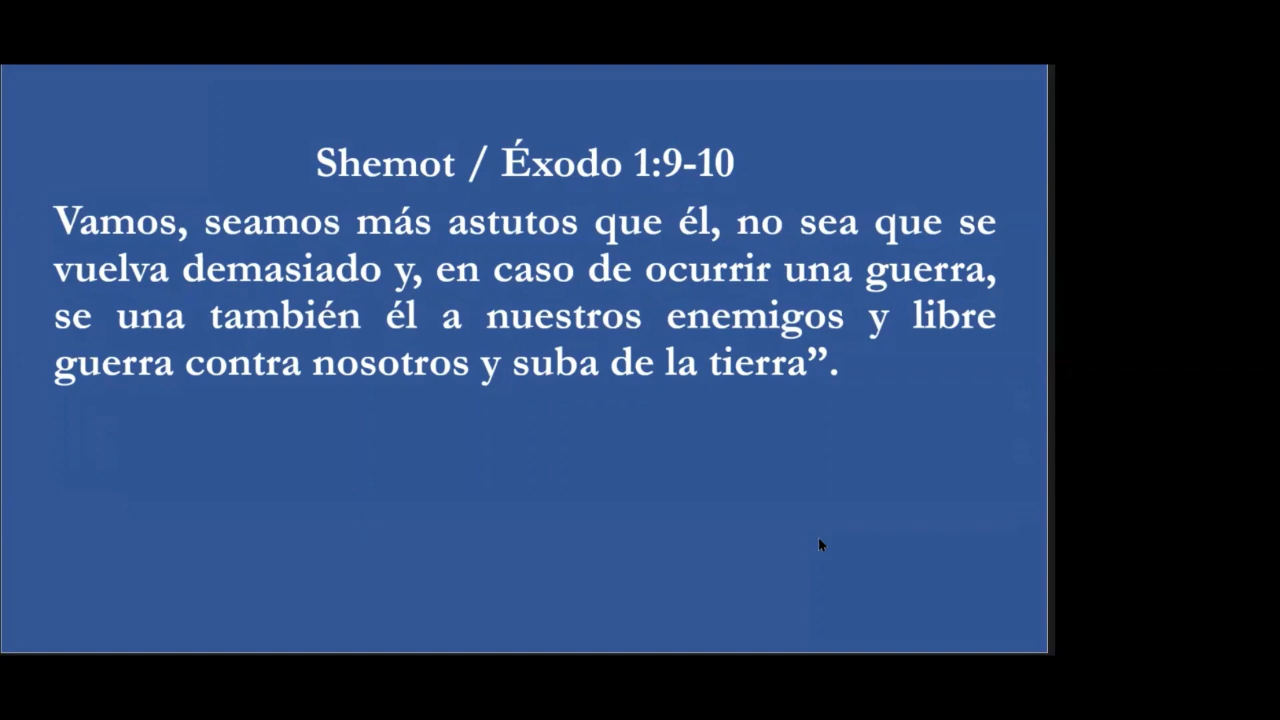 Shemot / Éxodo 1:9-10
Vamos, seamos más astutos que él, no sea que se
vuelva demasiado y, en caso de ocurrir una guerra,
se una también él a nuestros enemigos y libre
guerra contra nosotros y suba de la tierra”.